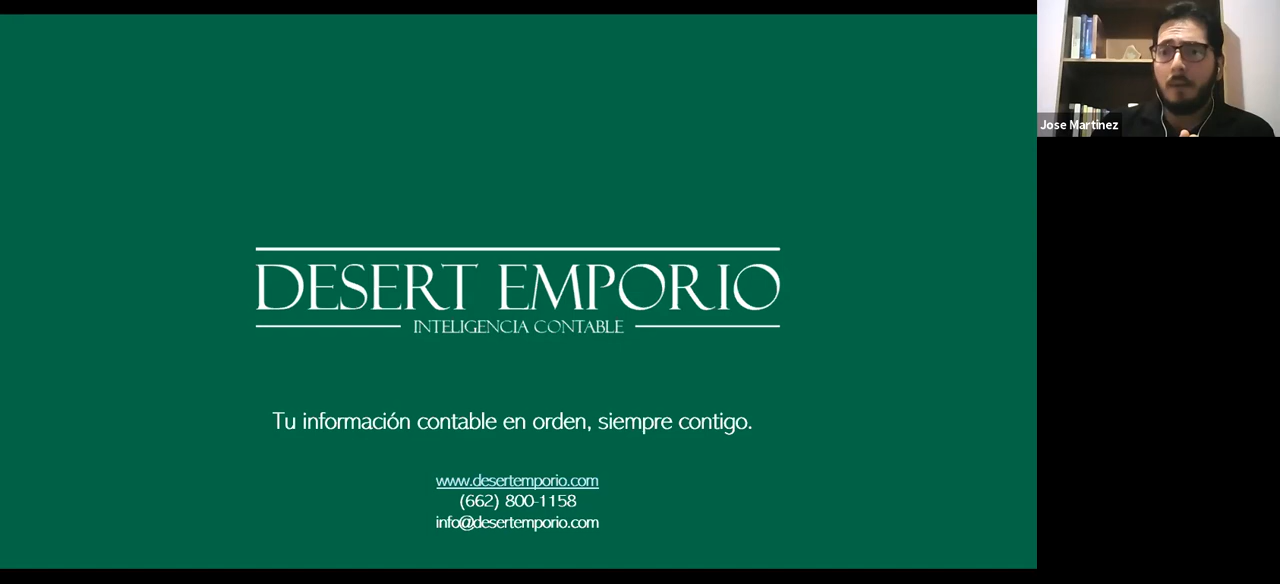 DESERT EMPORIO
INTELIGENCIA CONTABLE
Tu información contable en orden, siempre contigo.
www.desertemporio.com
(662) 800-1158
info@desertemporio.com
Jose Martinez